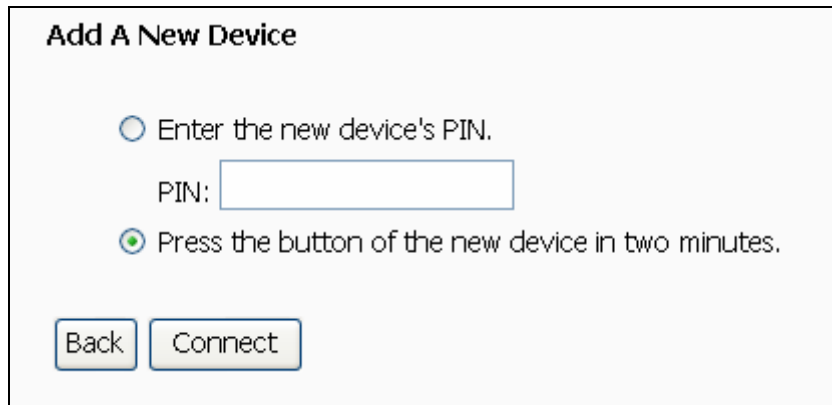 Add A New Device
Enter the new device's PIN.
PIN:
Press the button of the new device in two minutes.
Back Connect